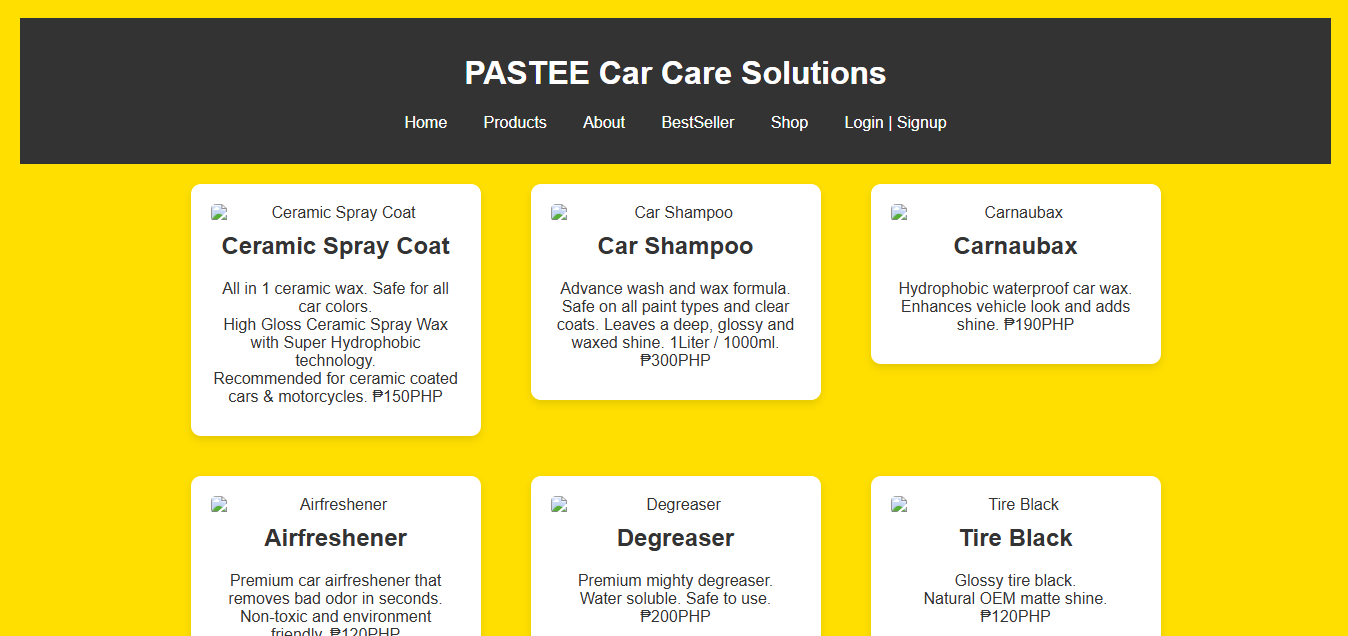 PASTEE Car Care Solutions
Home Products About BestSeller Shop Login | Signup
Ceramic Spray Coat
Ceramic Spray Coat
All in 1 ceramic wax. Safe for all
car colors.
High Gloss Ceramic Spray Wax
with Super Hydrophobic
technology.
Recommended for ceramic coated
cars & motorcycles. ₱150PHP
Car Shampoo
Car Shampoo
Advance wash and wax formula.
Safe on all paint types and clear
coats. Leaves a deep, glossy and
waxed shine. 1Liter / 1000ml.
₱300PHP
Carnaubax
Carnaubax
Hydrophobic waterproof car wax.
Enhances vehicle look and adds
shine. ₱190PHP
Airfreshener
Airfreshener
Premium car airfreshener that
removes bad odor in seconds.
Non-toxic and environment
friendly. ₱120PHP
Degreaser
Degreaser
Premium mighty degreaser.
Water soluble. Safe to use.
₱200PHP
Tire Black
Tire Black
Glossy tire black.
Natural OEM matte shine.
₱120PHP